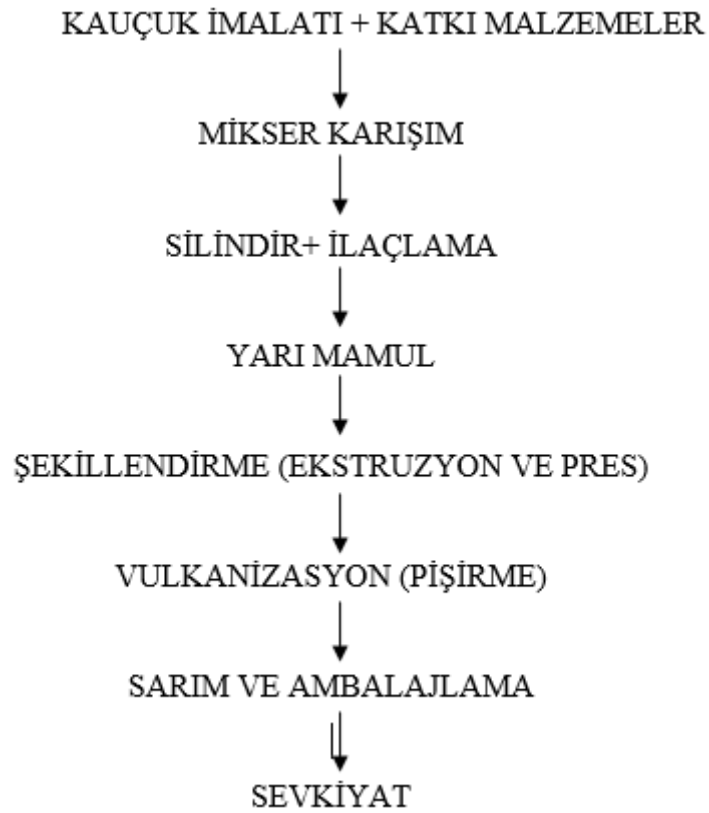 KAUÇUK İMALATI + KATKI MALZEMELER
MİKSER KARIŞIM
SİLİNDİR+ İLAÇLAMA
YARI MAMUL
ŞEKİLLENDİRME (EKSTRUZYON VE PRES)
VULKANİZASYON (PİŞİRME)
SARIM VE AMBALAJLAMA
SEVKİYAT